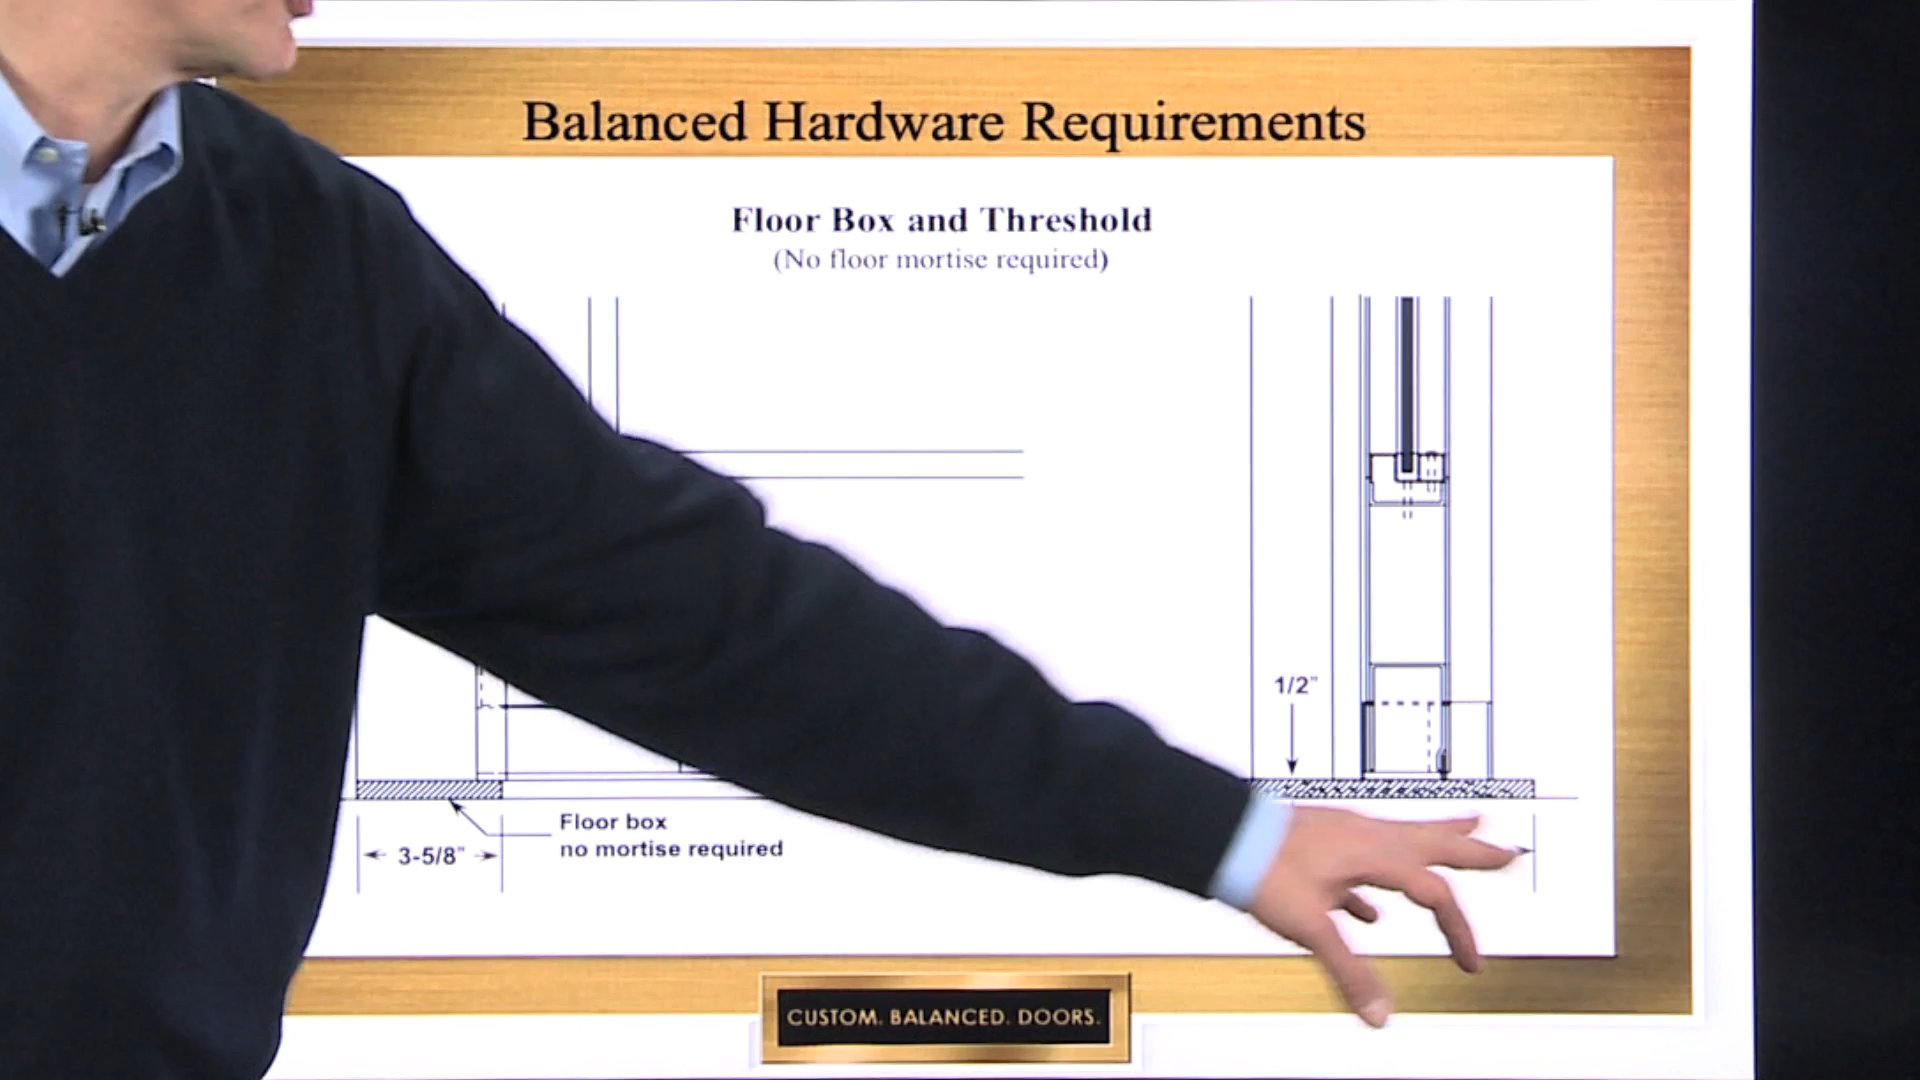 Balanced Hardware Requirements
Floor Box and Threshold
(No floor mortise required)
1/2"
Floor box
no mortise required
3-5/8"
CUSTOM. BALANCED. DOORS.